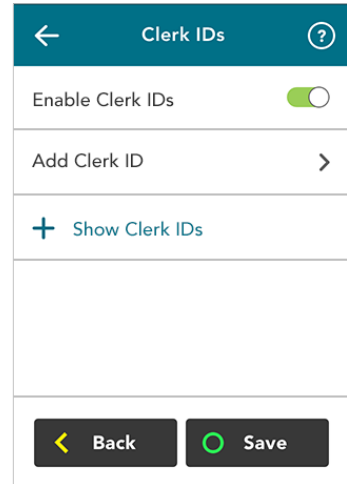 Clerk IDs ?
Enable Clerk IDs
Add Clerk ID
Show Clerk IDs
Back Save